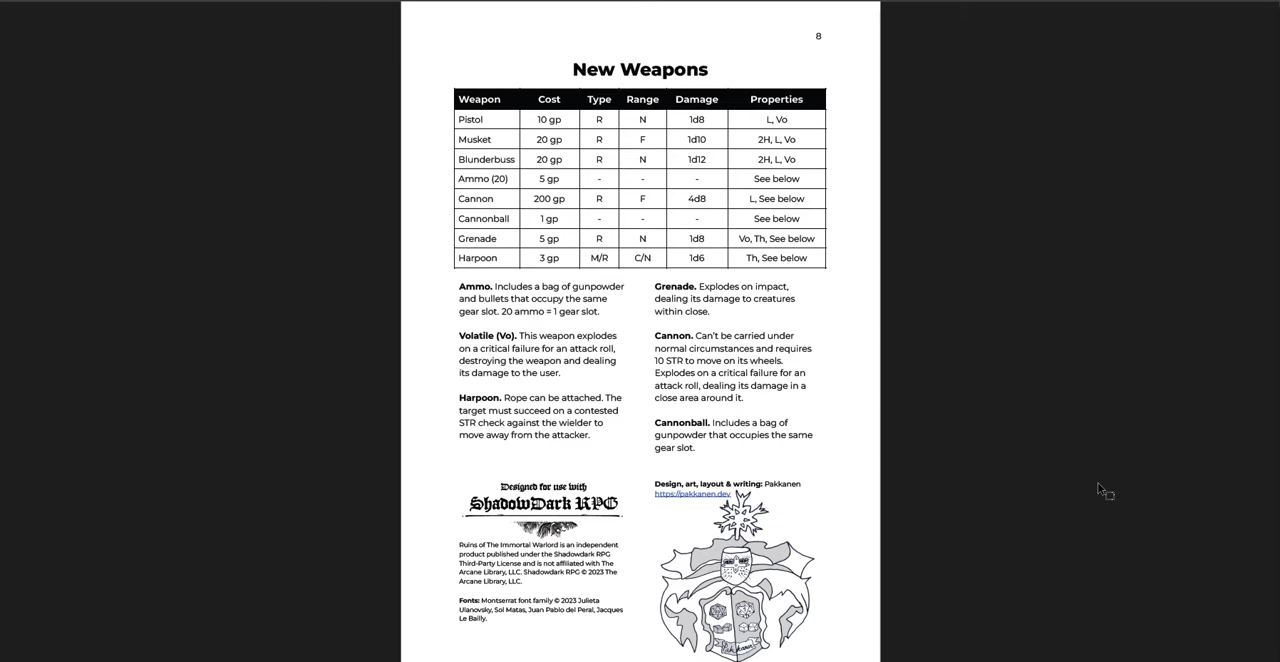 8
New Weapons
Weapon Cost Type Range Damage Properties
Pistol 10 gp R N 1d8 L, Vo
Musket 20 gp R F 1d10 2H, L, Vo
Blunderbuss 20 gp R N 1d12 2H, L, Vo
Ammo (20) 5 gp - - - See below
Cannon 200 gp R F 4d8 L, See below
Cannonball 1 gp - - - See below
Grenade 5 gp R N 1d8 Vo, Th, See below
Harpoon 3 gp M/R C/N 1d6 Th, See below
Ammo. Includes a bag of gunpowder
and bullets that occupy the same
gear slot. 20 ammo = 1 gear slot.
Volatile (Vo). This weapon explodes
on a critical failure for an attack roll,
destroying the weapon and dealing
its damage to the user.
Harpoon. Rope can be attached. The
target must succeed on a contested
STR check against the wielder to
move away from the attacker.
Grenade. Explodes on impact,
dealing its damage to creatures
within close.
Cannon. Can't be carried under
normal circumstances and requires
10 STR to move on its wheels.
Explodes on a critical failure for an
attack roll, dealing its damage in a
close area around it.
Cannonball. Includes a bag of
gunpowder that occupies the same
gear slot.
Designed for use with
ShadowDark RPG
Ruins of The Immortal Warlord is an independent
product published under the Shadowdark RPG
Third-Party License and is not affiliated with The
Arcane Library, LLC. Shadowdark RPG © 2023 The
Arcane Library, LLC.
Fonts: Montserrat font family © 2023 Julieta
Ulanovsky, Sol Matas, Juan Pablo del Peral, Jacques
Le Bailly.
Design, art, layout & writing: Pakkanen
https://pakkanen.dev
Pakkanen